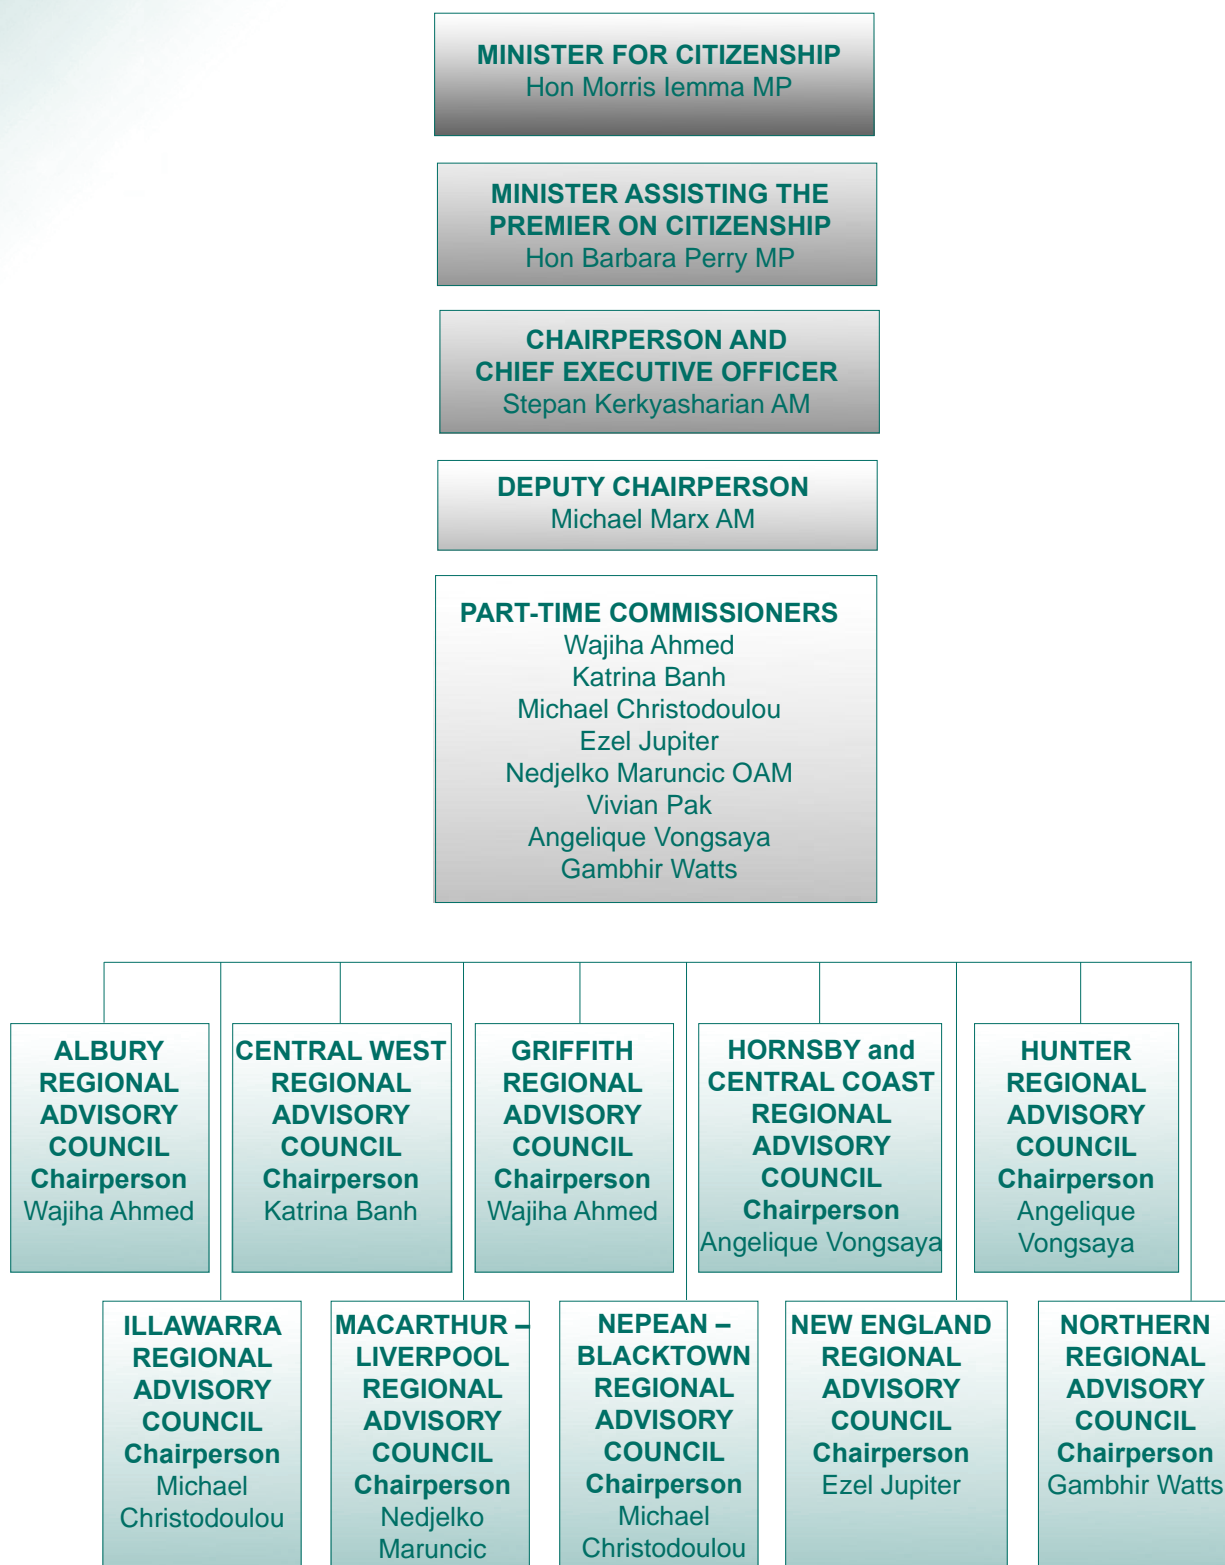 MINISTER FOR CITIZENSHIP
Hon Morris Iemma MP
MINISTER ASSISTING THE
PREMIER ON CITIZENSHIP
Hon Barbara Perry MP
CHAIRPERSON AND
CHIEF EXECUTIVE OFFICER
Stepan Kerkyasharian AM
DEPUTY CHAIRPERSON
Michael Marx AM
PART-TIME COMMISSIONERS
Wajiha Ahmed
Katrina Banh
Michael Christodoulou
Ezel Jupiter
Nedjelko Maruncic OAM
Vivian Pak
Angelique Vongsaya
Gambhir Watts
ALBURY
REGIONAL
ADVISORY
COUNCIL
Chairperson
Wajiha Ahmed
CENTRAL WEST
REGIONAL
ADVISORY
COUNCIL
Chairperson
Katrina Banh
GRIFFITH
REGIONAL
ADVISORY
COUNCIL
Chairperson
Wajiha Ahmed
HORNSBY and
CENTRAL COAST
REGIONAL
ADVISORY
COUNCIL
Chairperson
Angelique Vongsaya
HUNTER
REGIONAL
ADVISORY
COUNCIL
Chairperson
Angelique
Vongsaya
ILLAWARRA
REGIONAL
ADVISORY
COUNCIL
Chairperson
Michael
Christodoulou
MACARTHUR –
LIVERPOOL
REGIONAL
ADVISORY
COUNCIL
Chairperson
Nedjelko
Maruncic
NEPEAN –
BLACKTOWN
REGIONAL
ADVISORY
COUNCIL
Chairperson
Michael
Christodoulou
NEW ENGLAND
REGIONAL
ADVISORY
COUNCIL
Chairperson
Ezel Jupiter
NORTHERN
REGIONAL
ADVISORY
COUNCIL
Chairperson
Gambhir Watts